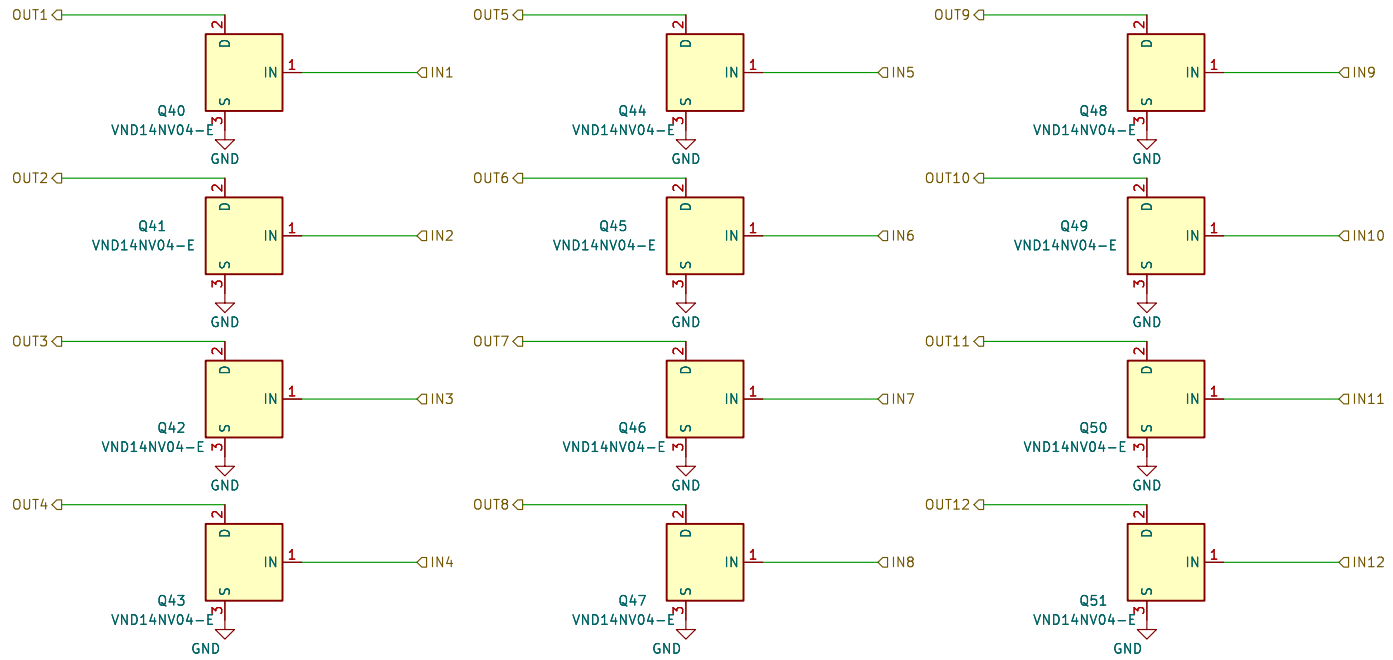 OUT1
2
D
IN
1
IN1
S
3
Q40
VND14NV04-E
GND
OUT5
2
D
IN
1
IN5
S
3
Q44
VND14NV04-E
GND
OUT9
2
D
IN
1
IN9
S
3
Q48
VND14NV04-E
GND
OUT2
2
D
IN
1
IN2
S
3
Q41
VND14NV04-E
GND
OUT6
2
D
IN
1
IN6
S
3
Q45
VND14NV04-E
GND
OUT10
2
D
IN
1
IN10
S
3
Q49
VND14NV04-E
GND
OUT3
2
D
IN
1
IN3
S
3
Q42
VND14NV04-E
GND
OUT7
2
D
IN
1
IN7
S
3
Q46
VND14NV04-E
GND
OUT11
2
D
IN
1
IN11
S
3
Q50
VND14NV04-E
GND
OUT4
2
D
IN
1
IN4
S
3
Q43
VND14NV04-E
GND
OUT8
2
D
IN
1
IN8
S
3
Q47
VND14NV04-E
GND
OUT12
2
D
IN
1
IN12
S
3
Q51
VND14NV04-E
GND